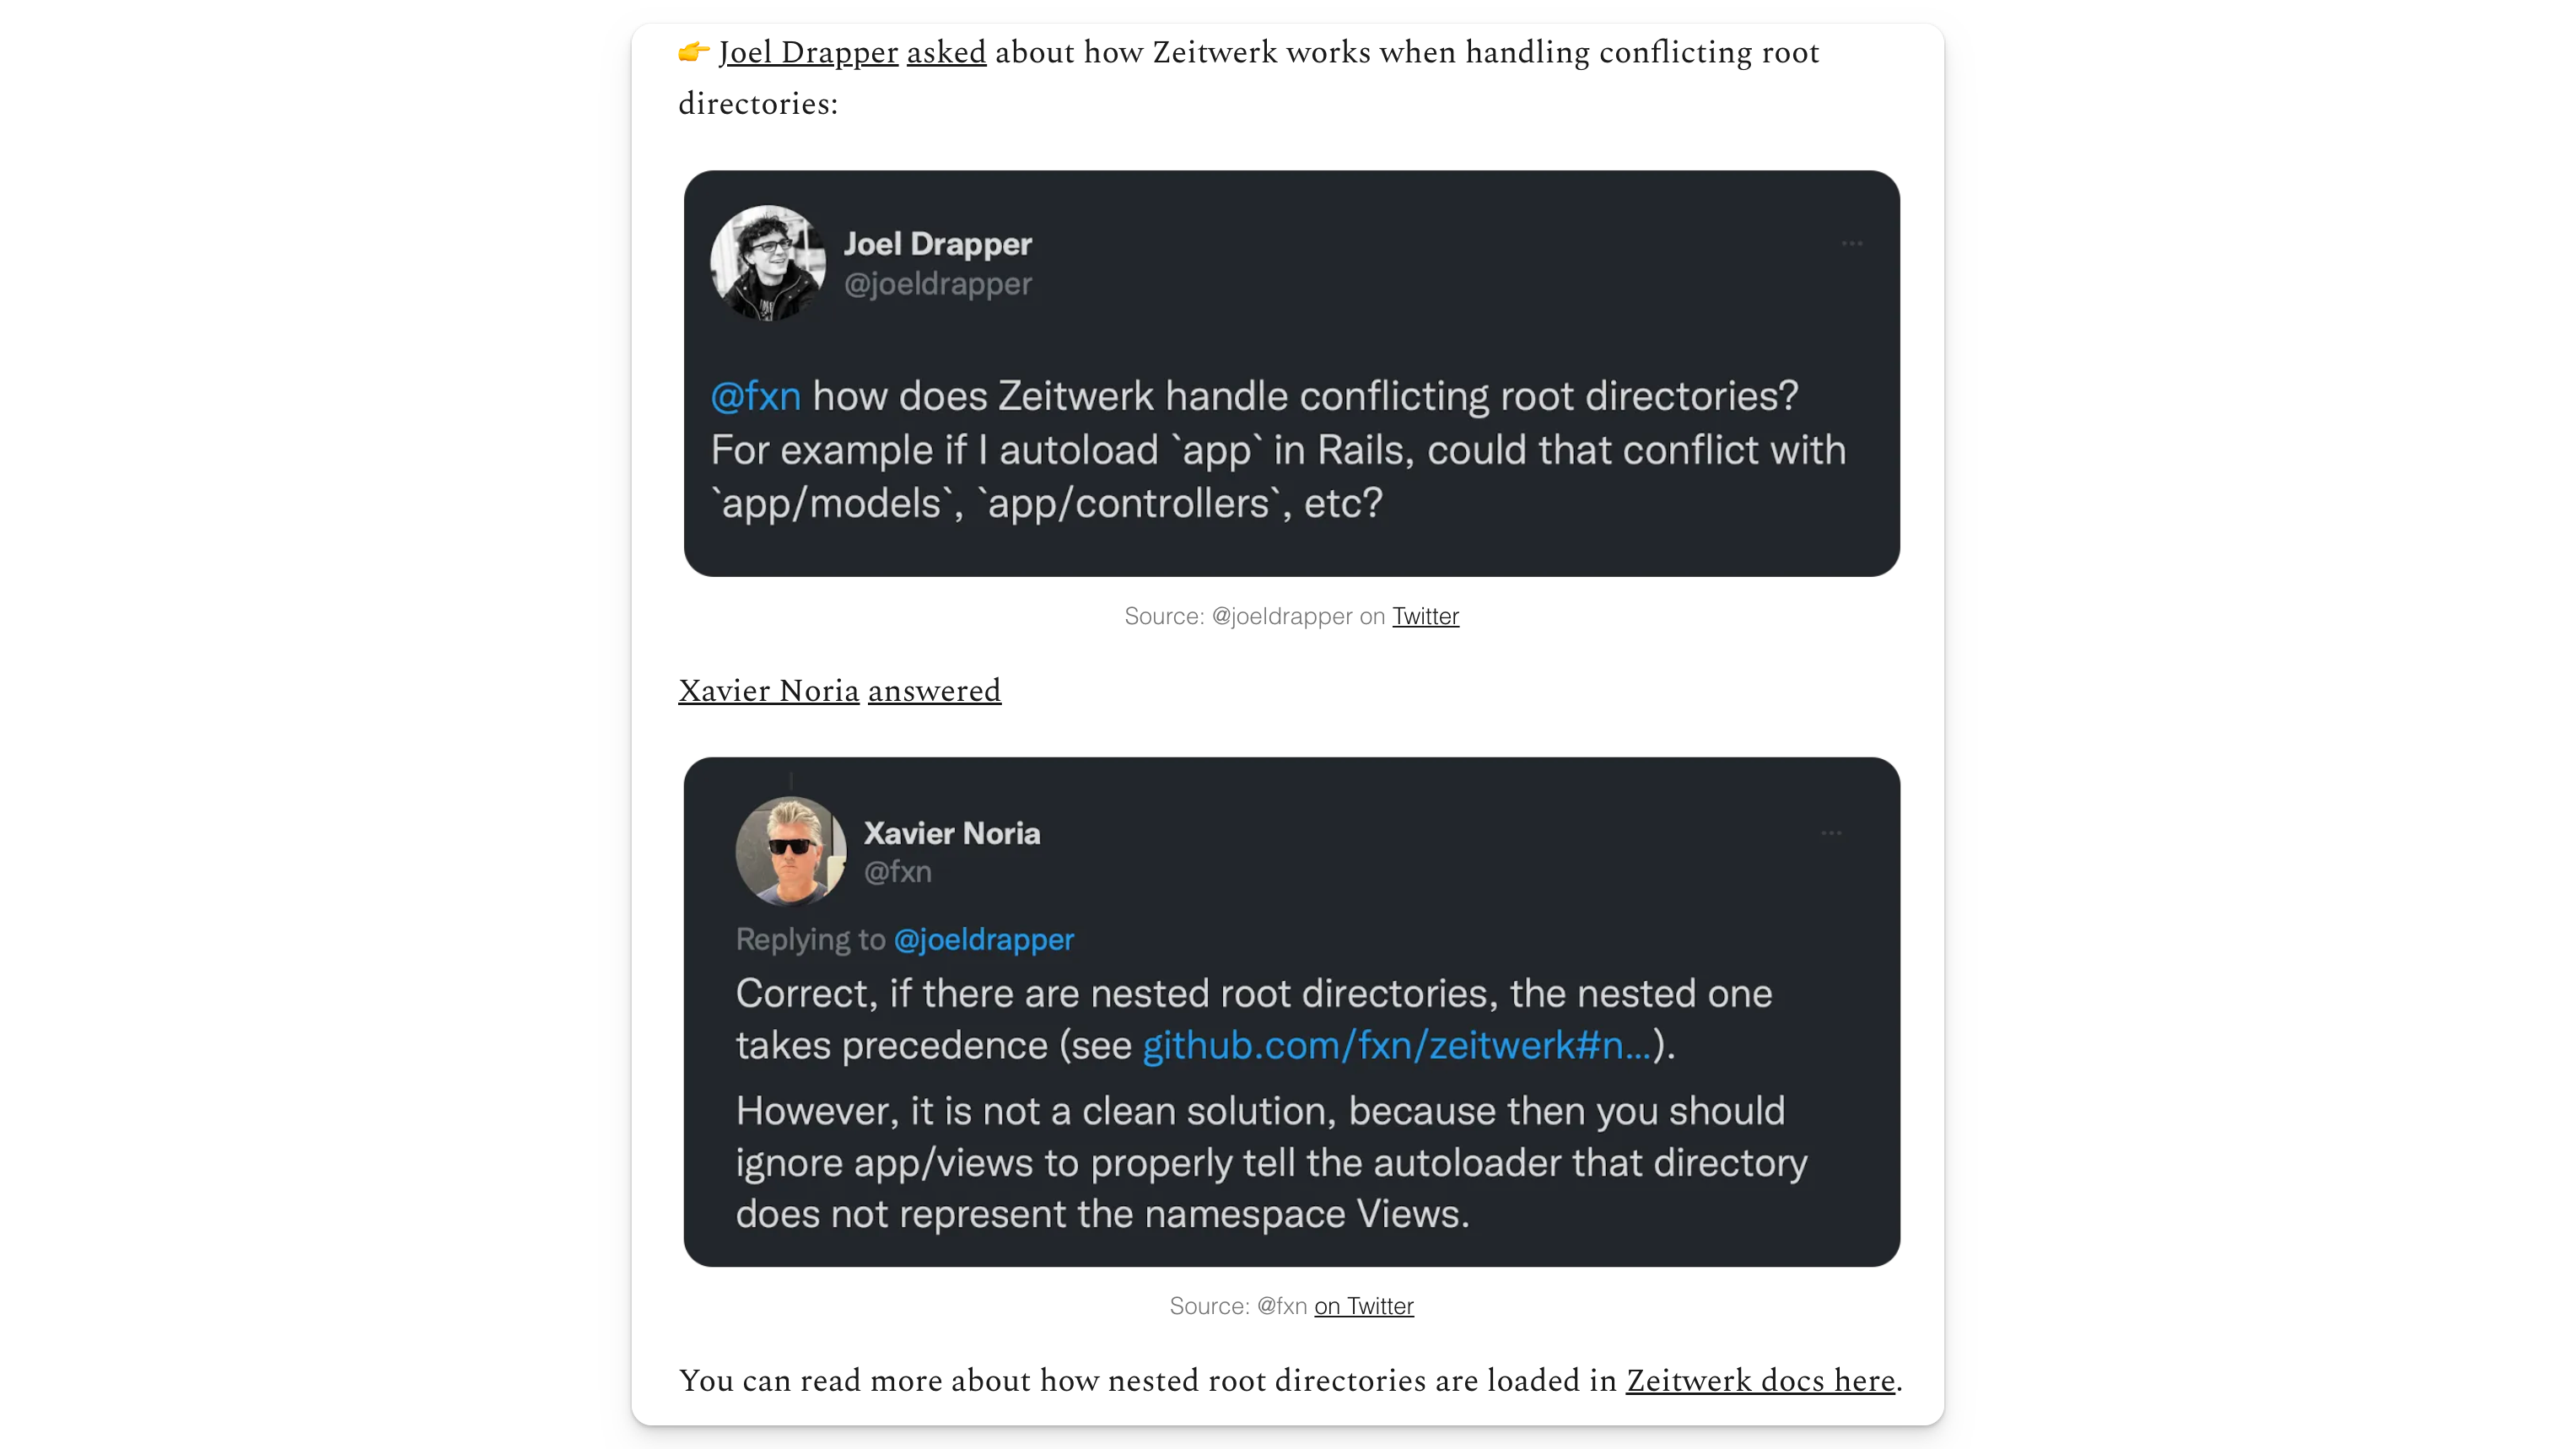 👉 Joel Drapper asked about how Zeitwerk works when handling conflicting root
directories:
Joel Drapper
@joeldrapper
@fxn how does Zeitwerk handle conflicting root directories?
For example if I autoload `app` in Rails, could that conflict with
`app/models`, `app/controllers`, etc?
Source: @joeldrapper on Twitter
Xavier Noria answered
Xavier Noria
@fxn
Replying to @joeldrapper
Correct, if there are nested root directories, the nested one
takes precedence (see github.com/fxn/zeitwerk#n...).
However, it is not a clean solution, because then you should
ignore app/views to properly tell the autoloader that directory
does not represent the namespace Views.
Source: @fxn on Twitter
You can read more about how nested root directories are loaded in Zeitwerk docs here.